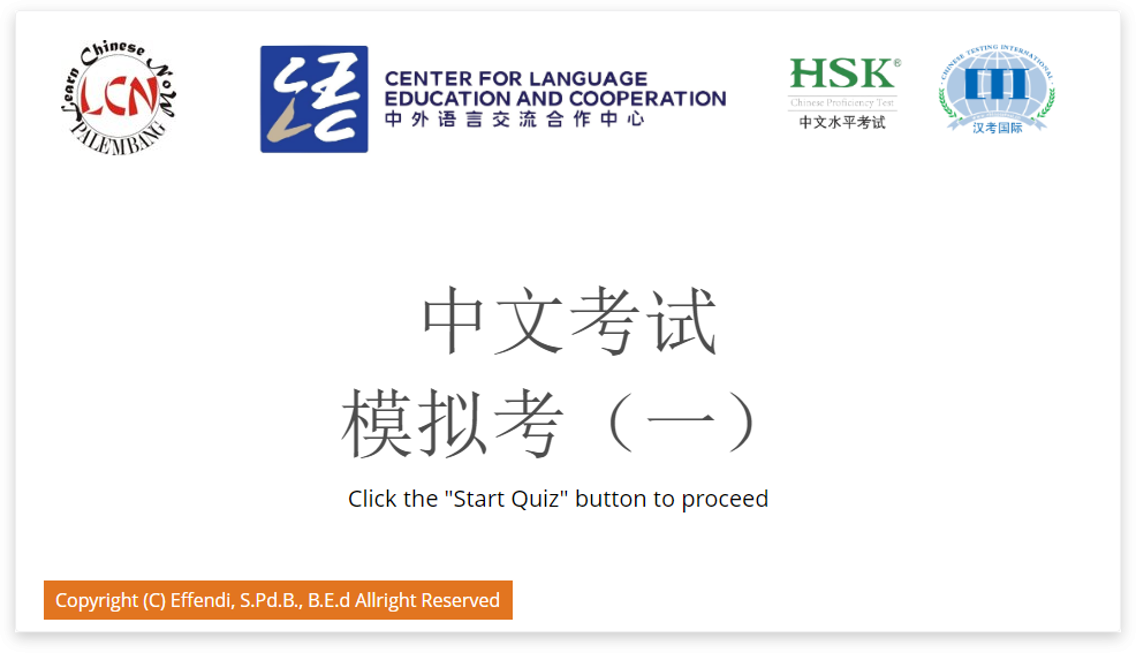 Learn Chinese Now
LCN
PALEMBANG
CENTER FOR LANGUAGE
EDUCATION AND COOPERATION
中外语言交流合作中心
HSK®
Chinese Proficiency Test
中文水平考试
CHINESE TESTING INTERNATIONAL
汉考国际
中文考试
模拟考（一）
Click the "Start Quiz" button to proceed
Copyright (C) Effendi, S.Pd.B., B.E.d Allright Reserved